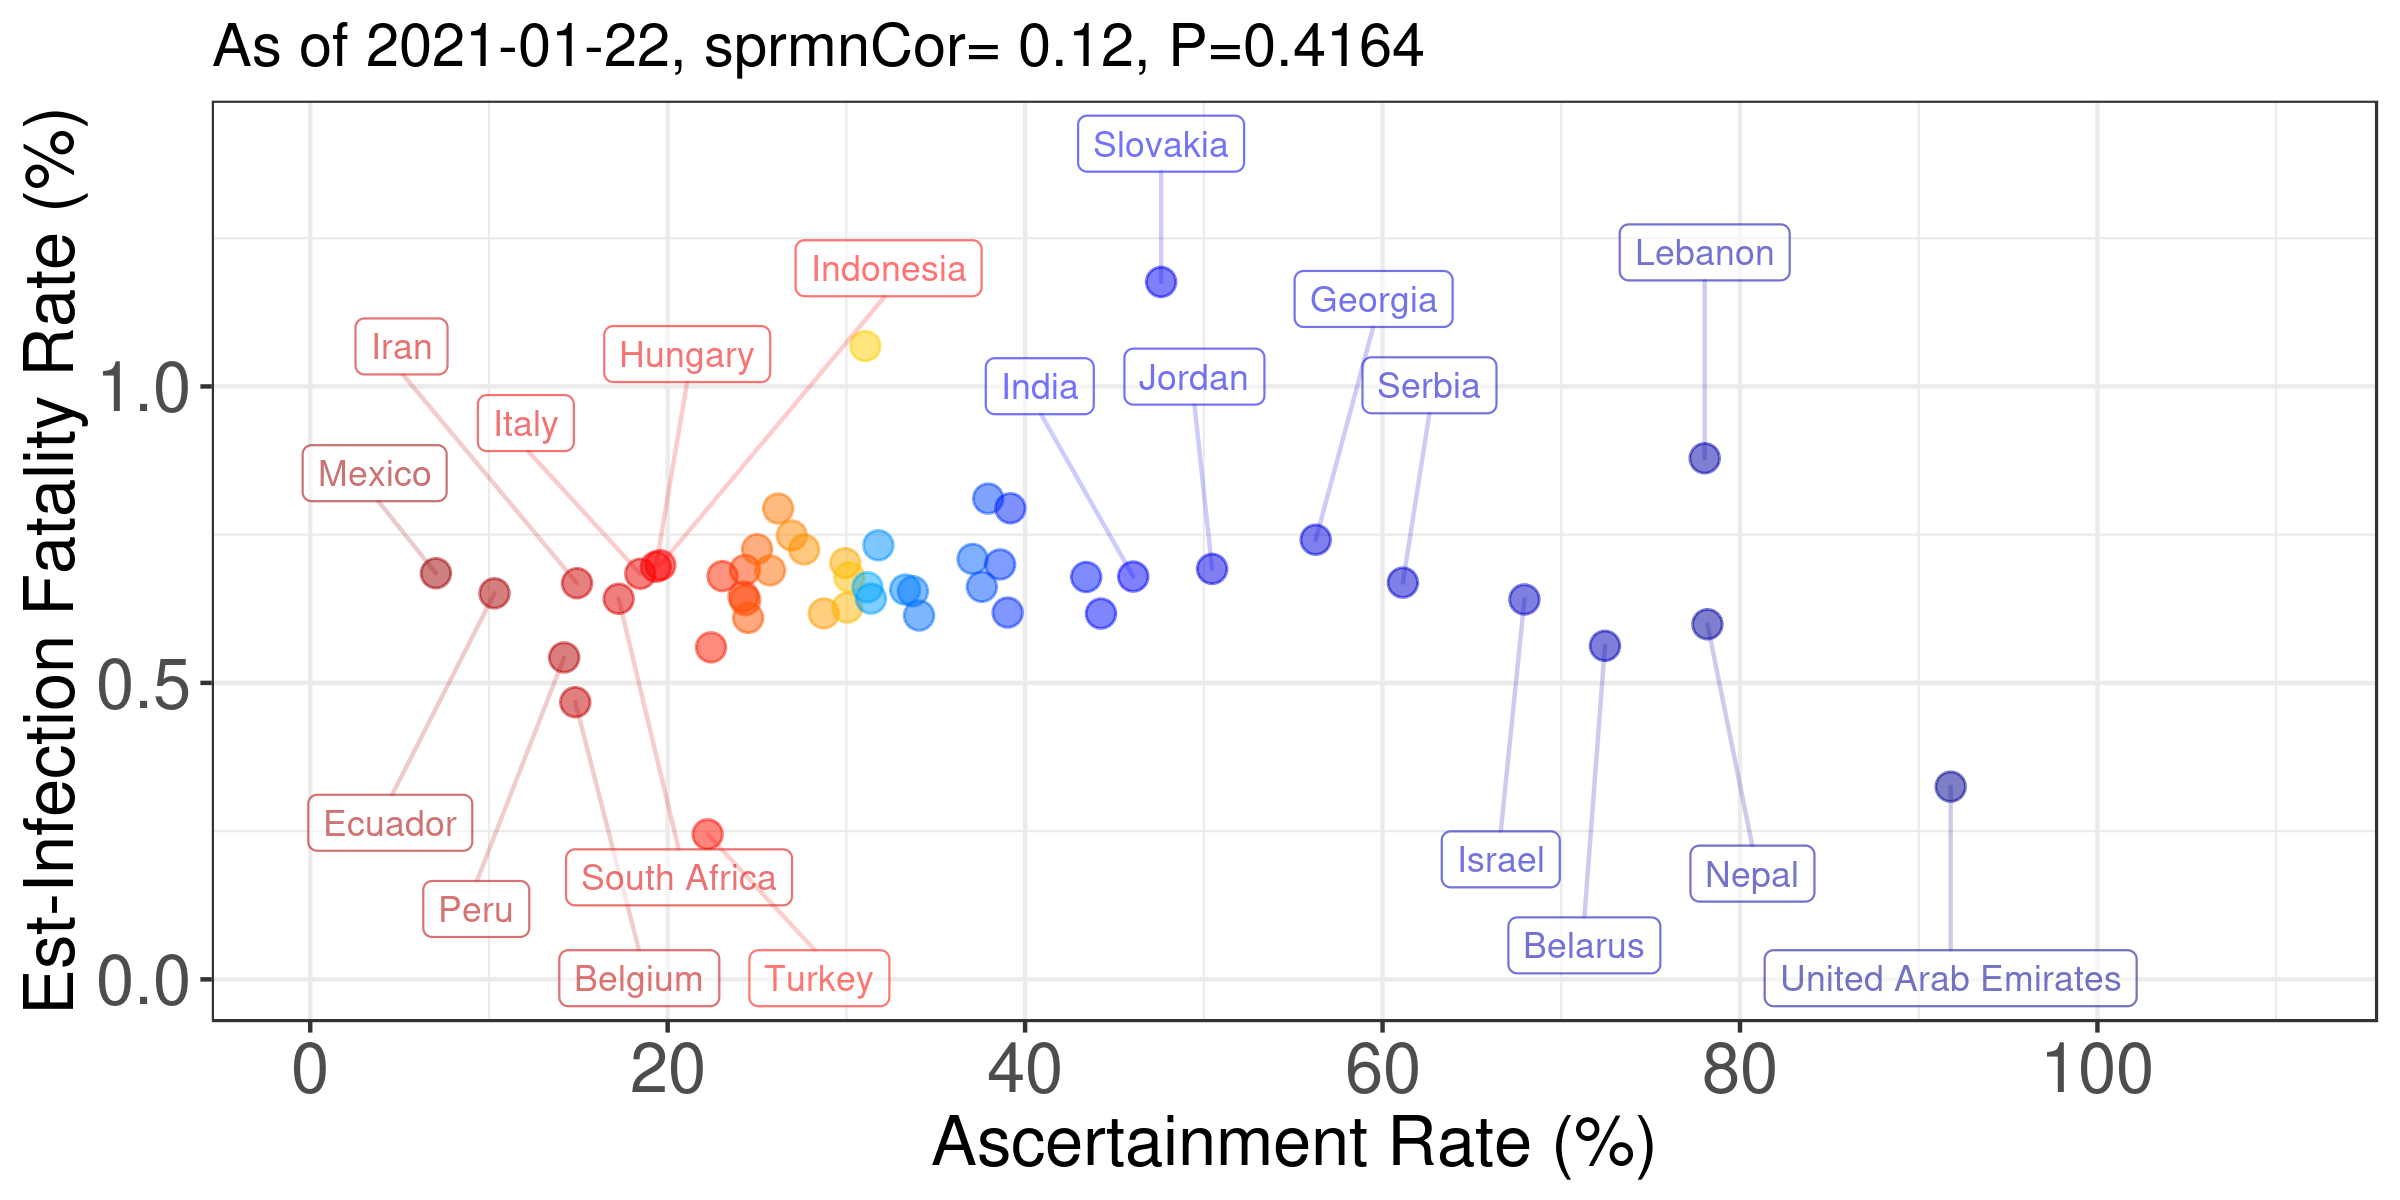 As of 2021-01-22, sprmnCor= 0.12, P=0.4164
Est-Infection Fatality Rate (%)
1.0
0.5
0.0
Slovakia
Lebanon
Indonesia
Georgia
Iran
Hungary
India
Jordan
Serbia
Italy
Mexico
Ecuador
South Africa
Israel
Nepal
Peru
Belarus
Belgium
Turkey
United Arab Emirates
0 20 40 60 80 100
Ascertainment Rate (%)